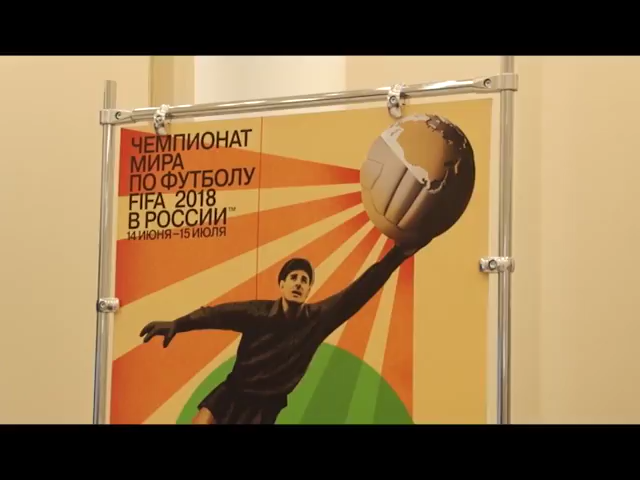 ЧЕМПИОНАТ
МИРА
ПО ФУТБОЛУ
FIFA 2018
В РОССИИ™
14 ИЮНЯ–15 ИЮЛЯ